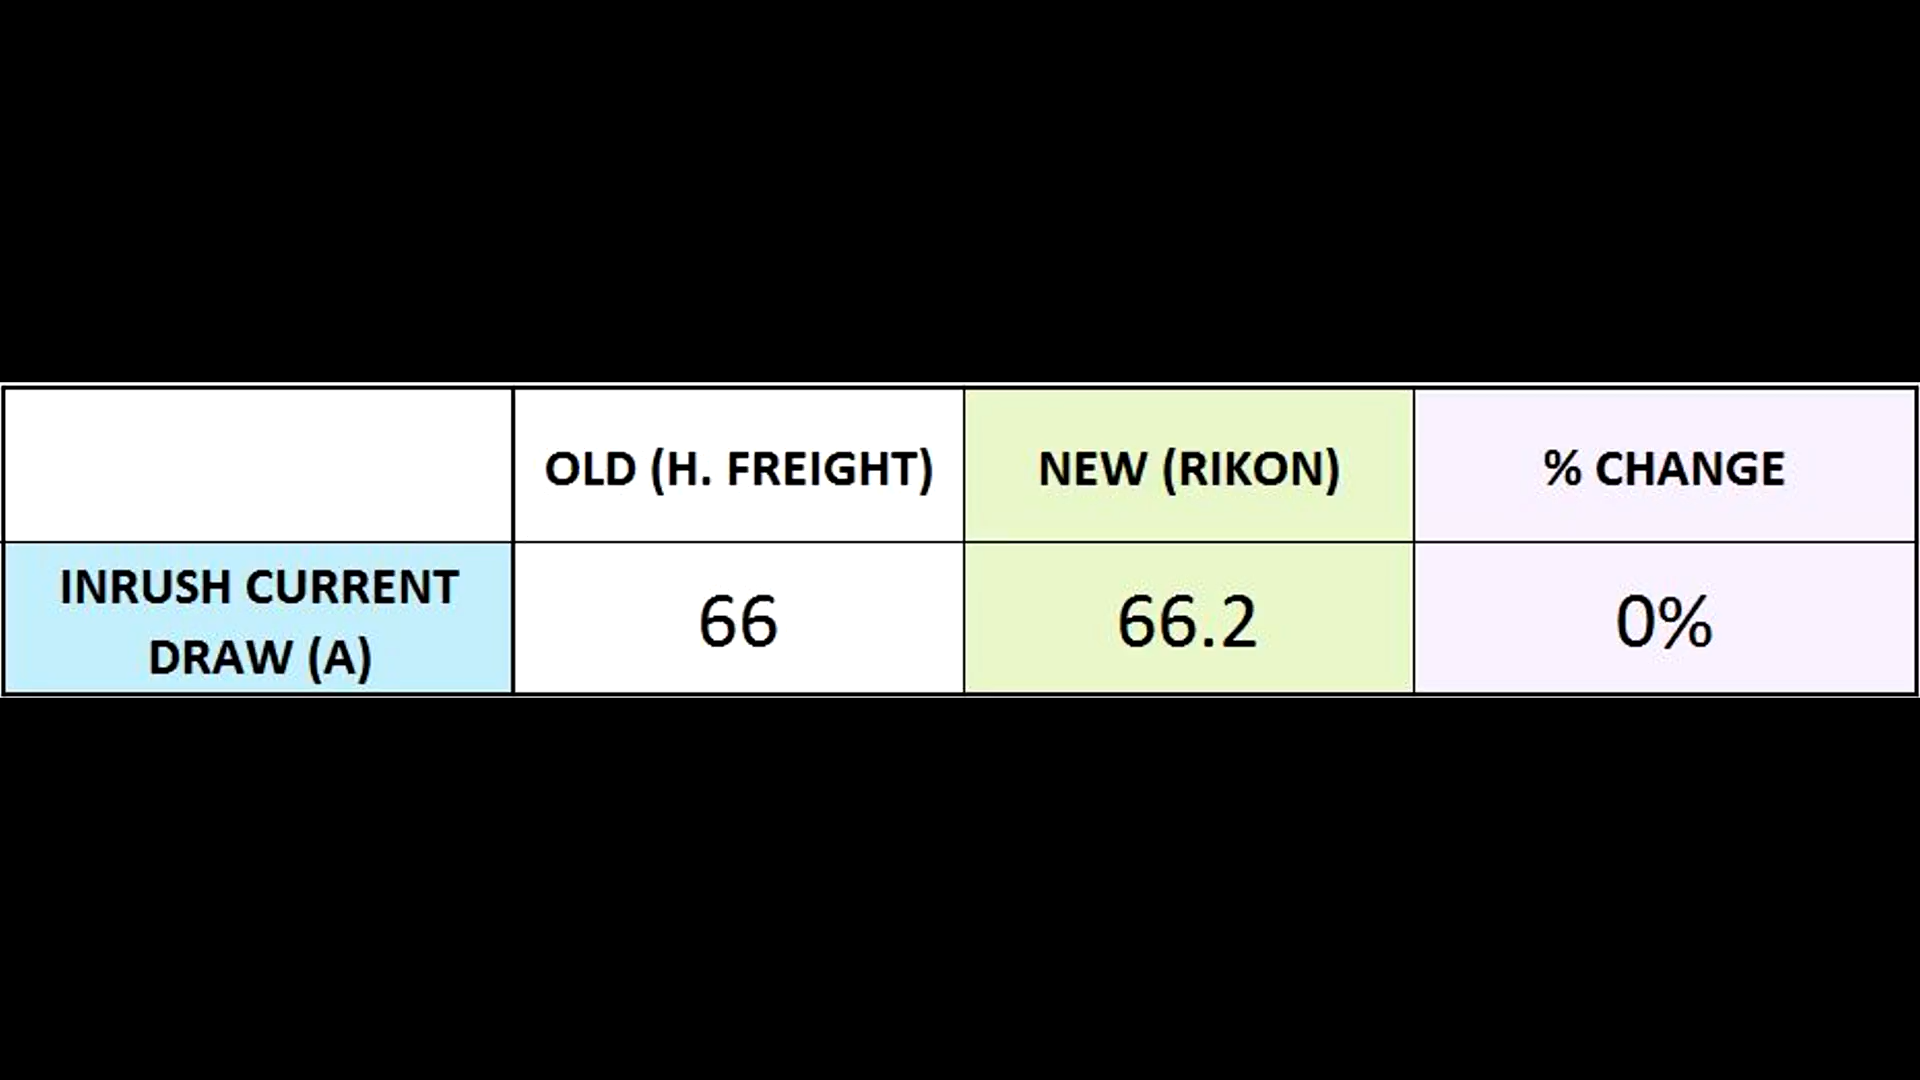 OLD (H. FREIGHT) NEW (RIKON) % CHANGE
INRUSH CURRENT
DRAW (A)
66 66.2 0%